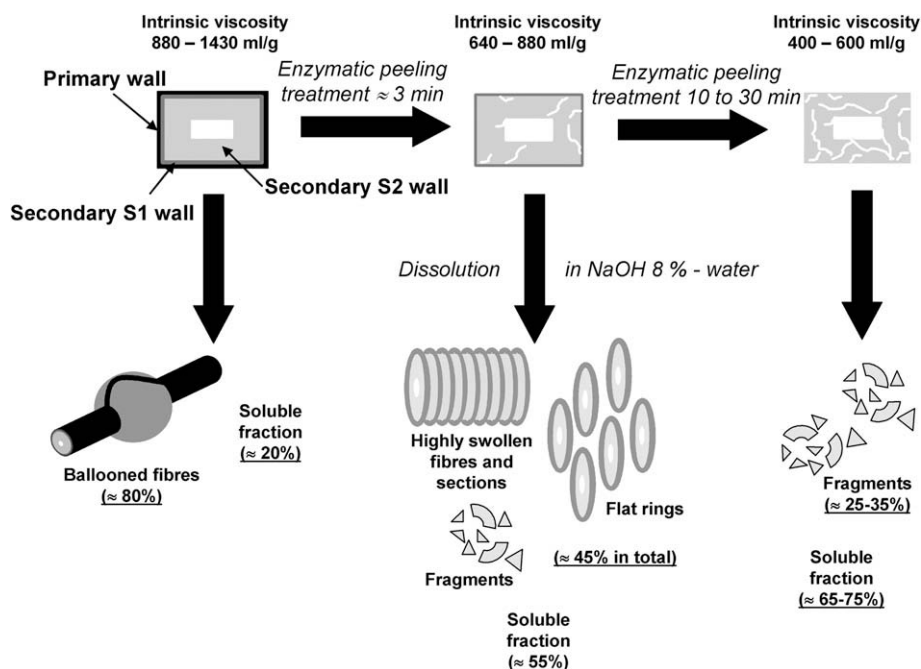 Intrinsic viscosity
880 – 1430 ml/g
Intrinsic viscosity
640 – 880 ml/g
Intrinsic viscosity
400 – 600 ml/g
Primary wall
Enzymatic peeling
treatment ≈ 3 min
Enzymatic peeling
treatment 10 to 30 min
Secondary S2 wall
Secondary S1 wall
Dissolution
in NaOH 8 % - water
Ballooned fibres
(≈ 80%)
Soluble
fraction
(≈ 20%)
Highly swollen
fibres and
sections
Flat rings
Fragments
(≈ 45% in total)
Soluble
fraction
(≈ 55%)
Fragments
(≈ 25-35%)
Soluble
fraction
(≈ 65-75%)